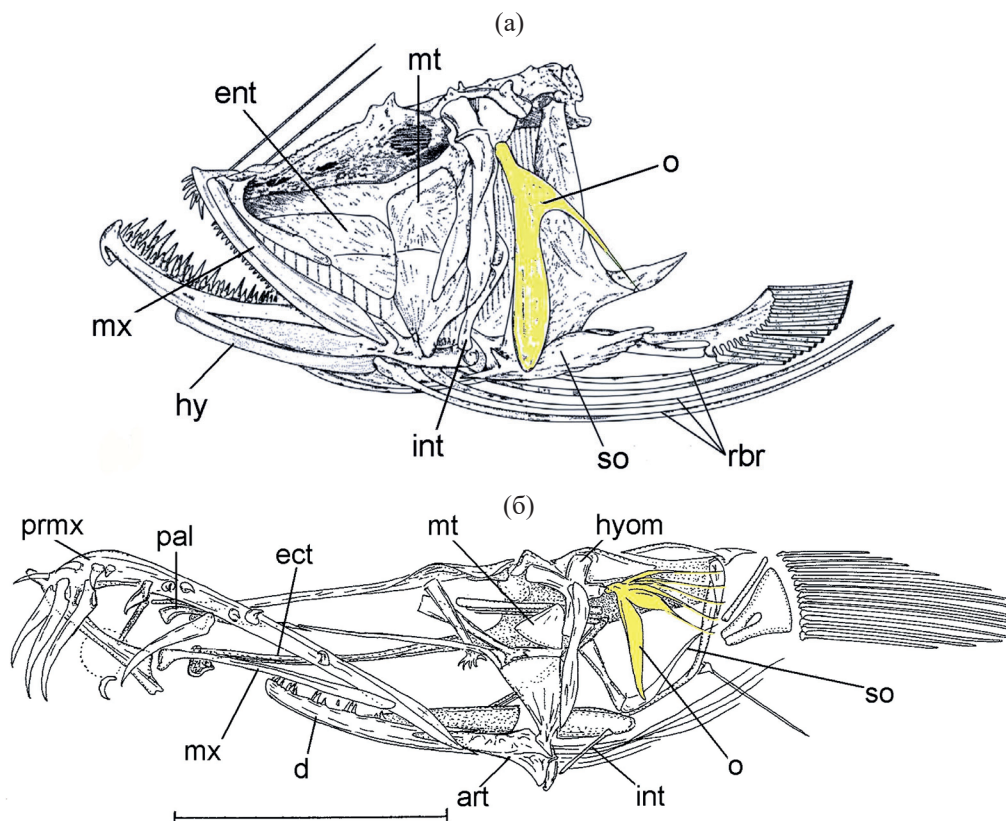 (а)
mt
ent
o
mx
hy
int
so
rbr
(б)
prmx
pal
ect
mt
hyom
mx
d
art
int
o
so